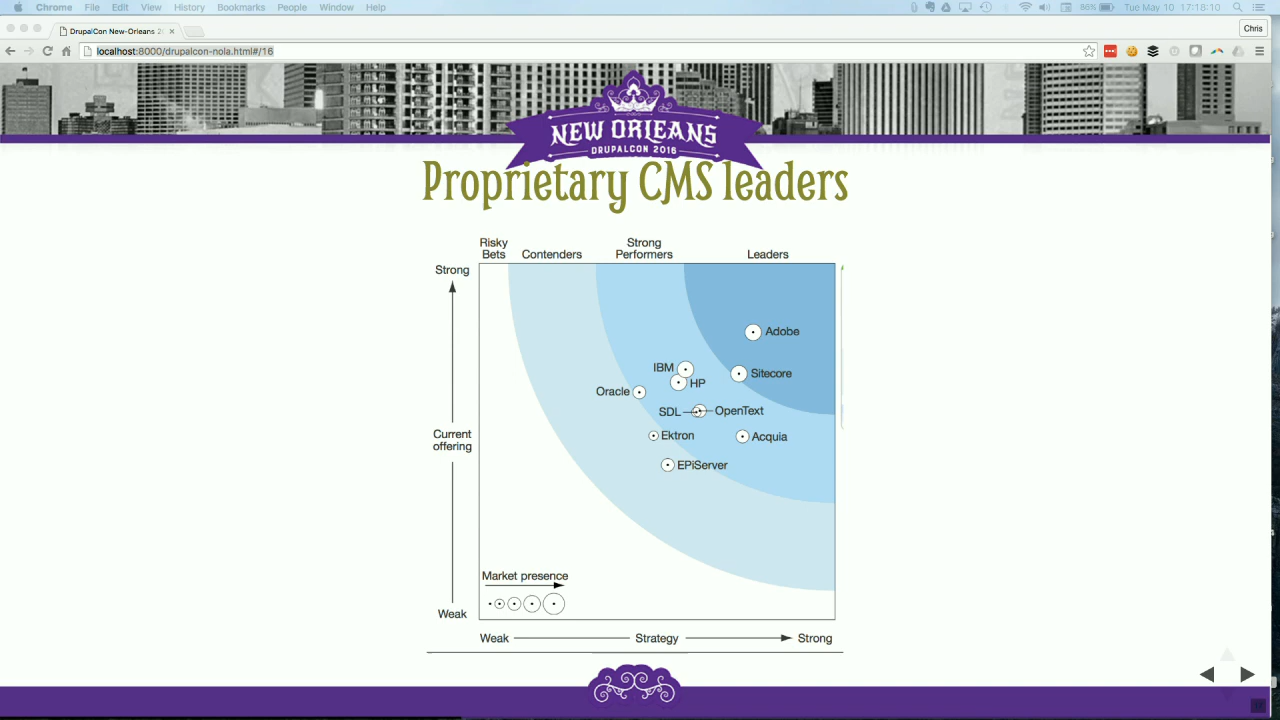 Chrome File Edit View History Bookmarks People Window Help
86% Tue May 10 17:18:10
DrupalCon New-Orleans 2
Chris
localhost:8000/drupalcon-nola.html#/16
NEW ORLEANS
DRUPALCON 2016
Proprietary CMS leaders
Risky Bets
Contenders
Strong Performers
Leaders
Strong
Adobe
IBM
HP
Sitecore
Oracle
SDL
OpenText
Current offering
Ektron
Acquia
EPiServer
Market presence
Weak
Weak
Strategy
Strong